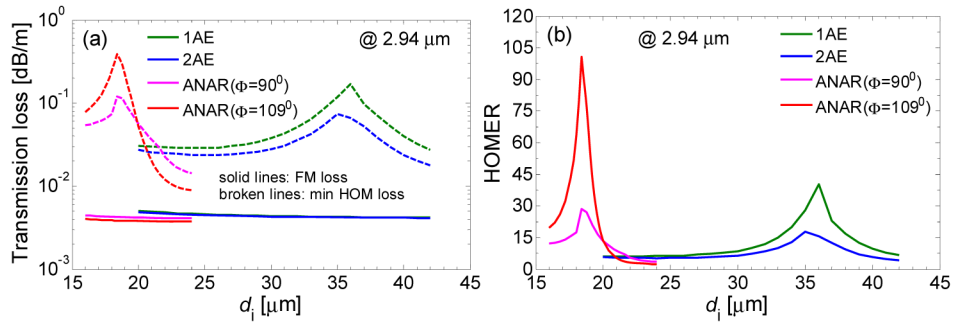 (a)
@ 2.94 μm
1AE
2AE
ANAR(Φ=90⁰)
ANAR(Φ=109⁰)
solid lines: FM loss
broken lines: min HOM loss
Transmission loss [dB/m]
10⁰
10⁻¹
10⁻²
10⁻³
15 20 25 30 35 40 45
dᵢ [μm]
(b)
@ 2.94 μm
1AE
2AE
ANAR(Φ=90⁰)
ANAR(Φ=109⁰)
HOMER
120
105
90
75
60
45
30
15
0
15 20 25 30 35 40 45
dᵢ [μm]